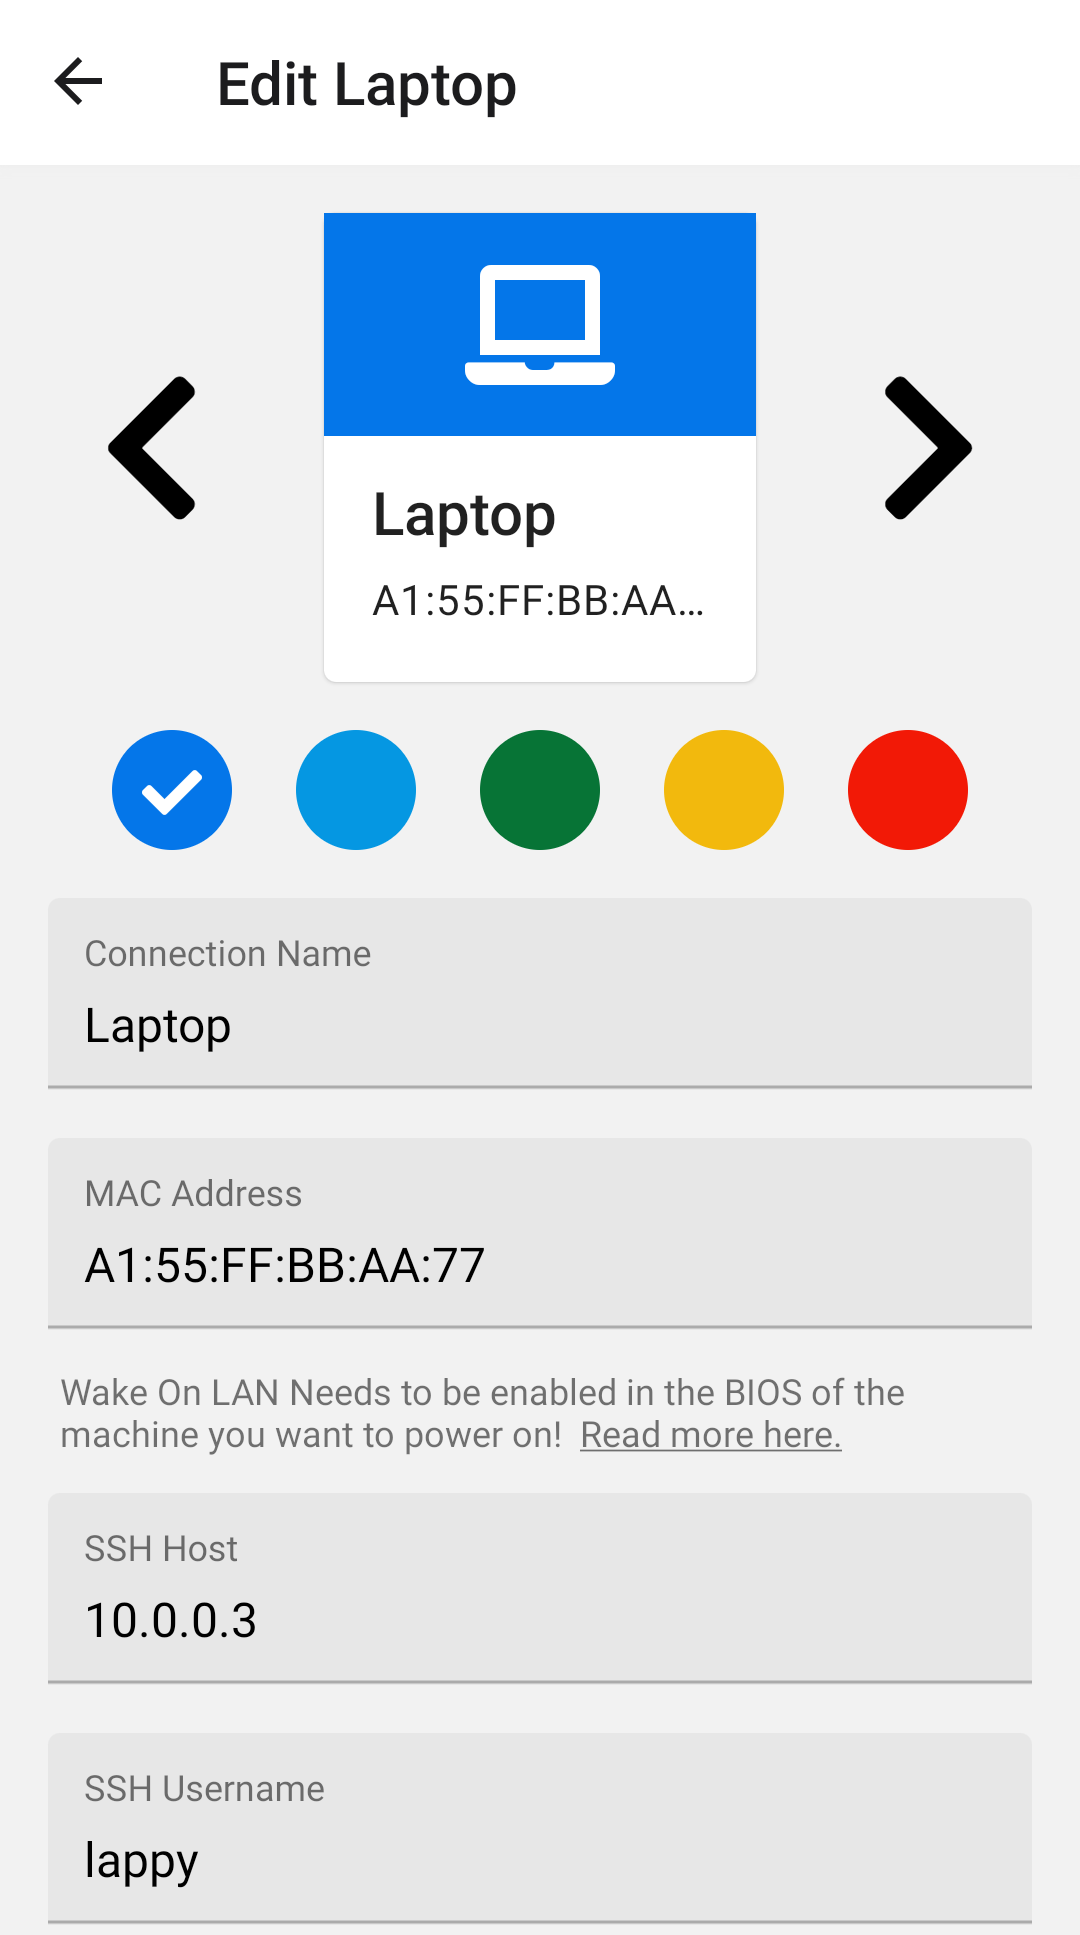 Edit Laptop
Laptop
A1:55:FF:BB:AA...
Connection Name
Laptop
MAC Address
A1:55:FF:BB:AA:77
Wake On LAN Needs to be enabled in the BIOS of the
machine you want to power on! Read more here.
SSH Host
10.0.0.3
SSH Username
lappy